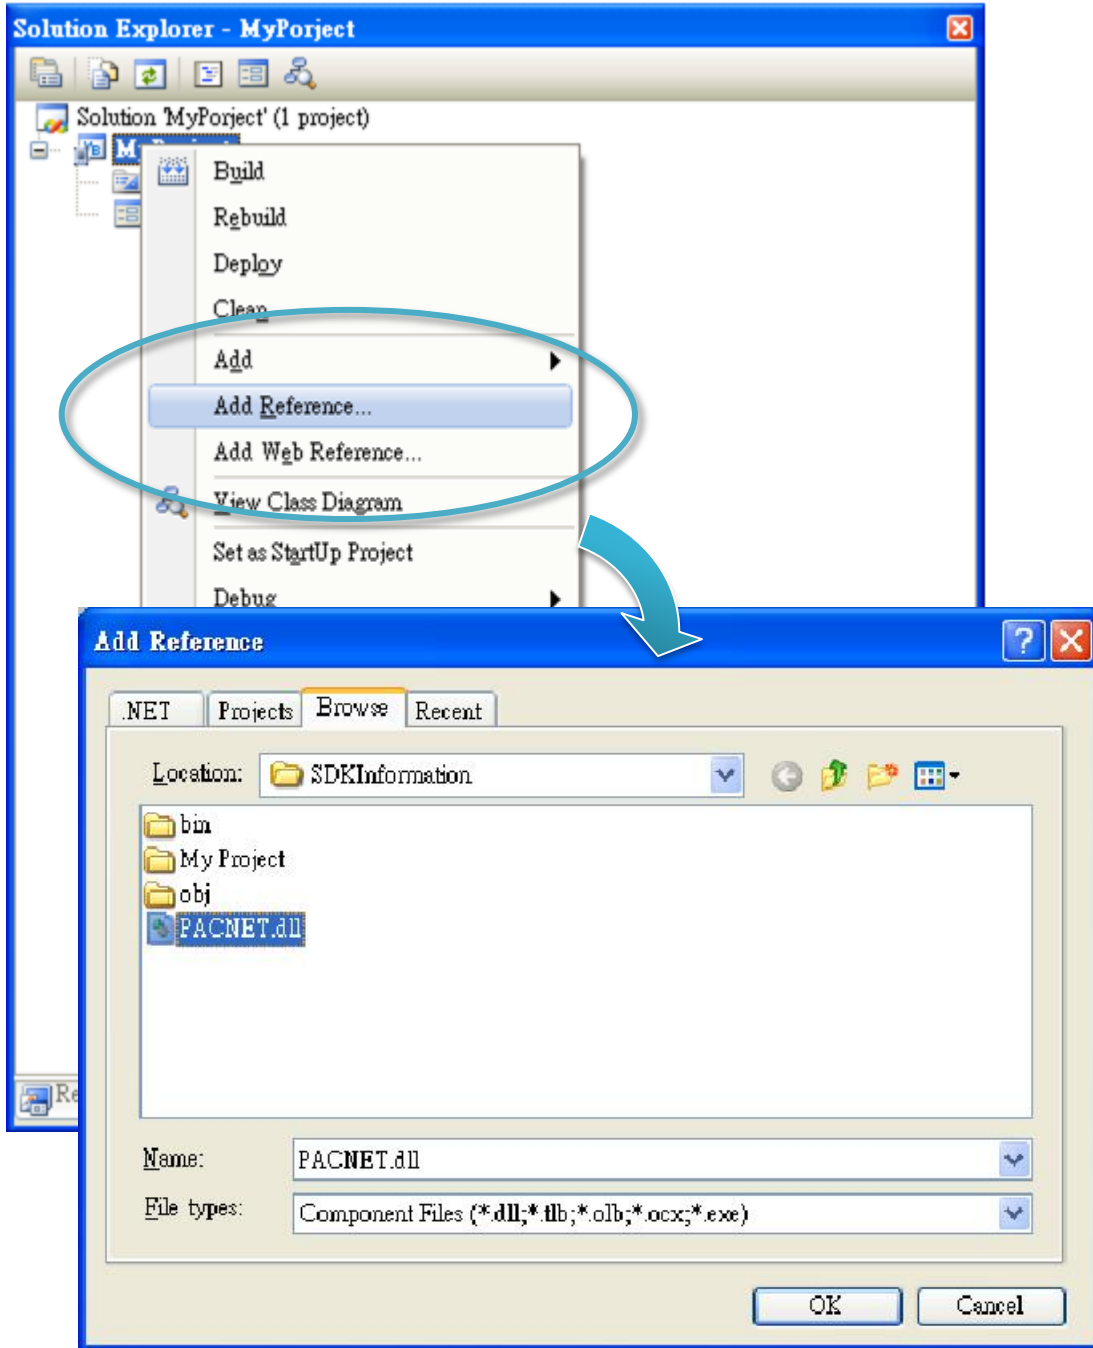 Solution Explorer - MyPorject
Solution 'MyPorject' (1 project)
Build
Rebuild
Deploy
Clean
Add
Add Reference...
Add Web Reference...
View Class Diagram
Set as StartUp Project
Debug
Add Reference
.NET Projects Browse Recent
Location: SDKInformation
bin
My Project
obj
PACNET.dll
Name: PACNET.dll
File types: Component Files (*.dll;*.tlb;*.olb;*.ocx;*.exe)
OK Cancel